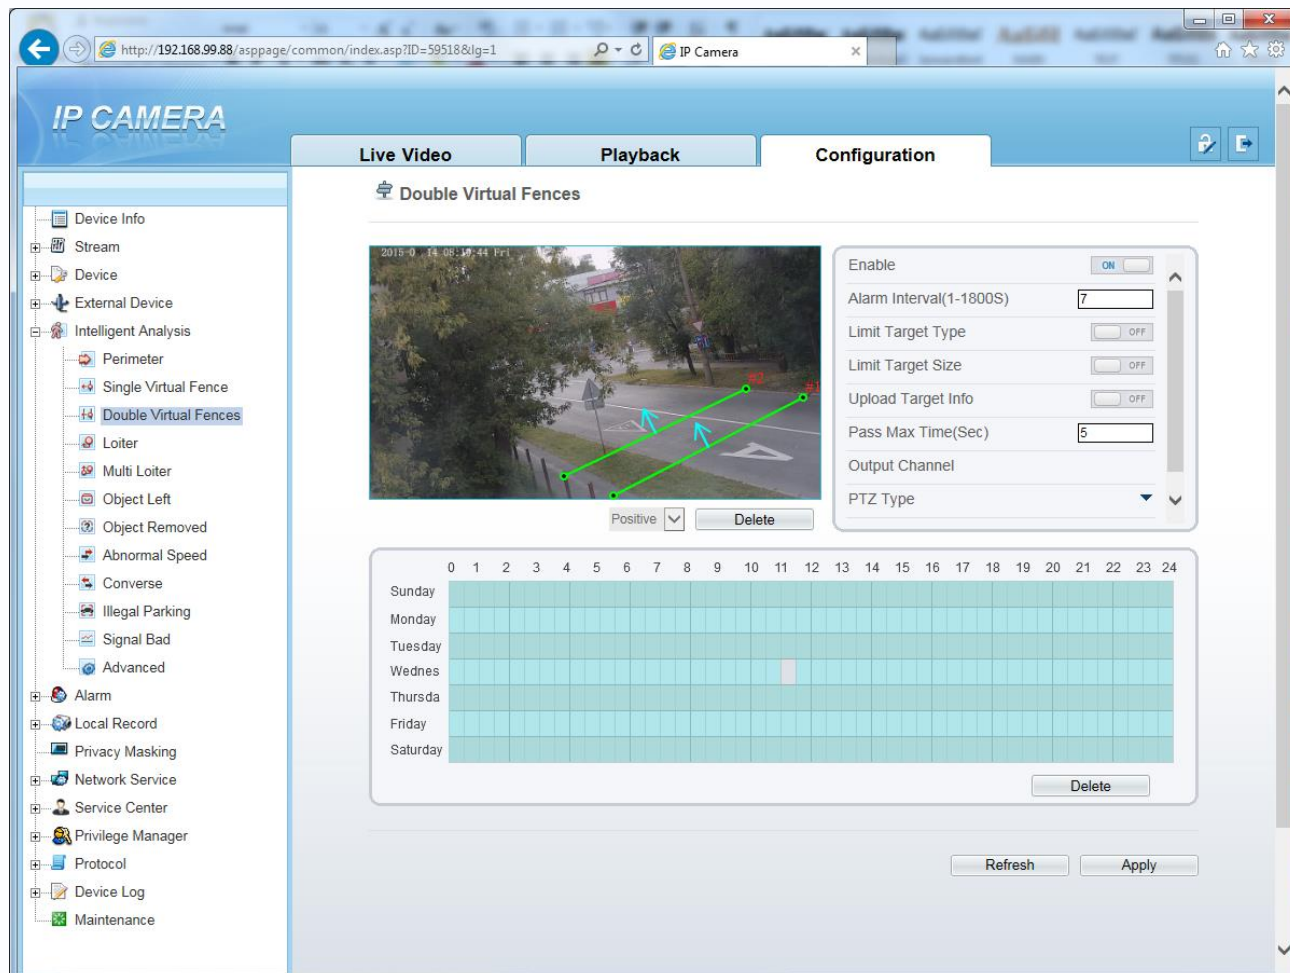 http://192.168.99.88/asppage/common/index.asp?ID=59518&lg=1
IP Camera
IP CAMERA
Live Video
Playback
Configuration
Device Info
Stream
Device
External Device
Intelligent Analysis
Perimeter
Single Virtual Fence
Double Virtual Fences
Loiter
Multi Loiter
Object Left
Object Removed
Abnormal Speed
Converse
Illegal Parking
Signal Bad
Advanced
Alarm
Local Record
Privacy Masking
Network Service
Service Center
Privilege Manager
Protocol
Device Log
Maintenance
Double Virtual Fences
44 Fri
#2
#1
Positive
Delete
Enable ON
Alarm Interval(1-1800S) 7
Limit Target Type OFF
Limit Target Size OFF
Upload Target Info OFF
Pass Max Time(Sec) 5
Output Channel
PTZ Type
0 1 2 3 4 5 6 7 8 9 10 11 12 13 14 15 16 17 18 19 20 21 22 23 24
Sunday
Monday
Tuesday
Wednes
Thursda
Friday
Saturday
Delete
Refresh
Apply